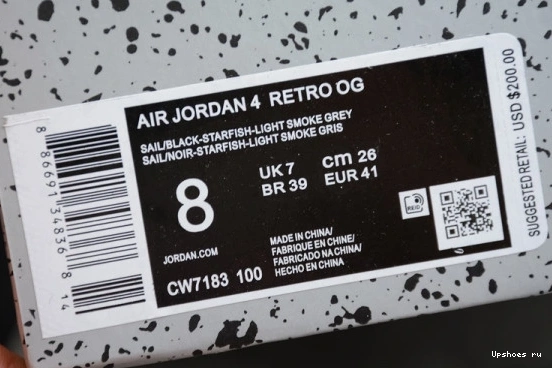 AIR JORDAN 4 RETRO OG
SAIL/BLACK-STARFISH-LIGHT SMOKE GREY
SAIL/NOIR-STARFISH-LIGHT SMOKE GRIS
8
UK 7 cm 26
BR 39 EUR 41
JORDAN.COM
MADE IN CHINA/
FABRIQUE EN CHINE/
FABRICADO NA CHINA/
HECHO EN CHINA
CW7183 100
RFID
SUGGESTED RETAIL: USD $200.00
8 86691 34836 8 14
Upshoes ru